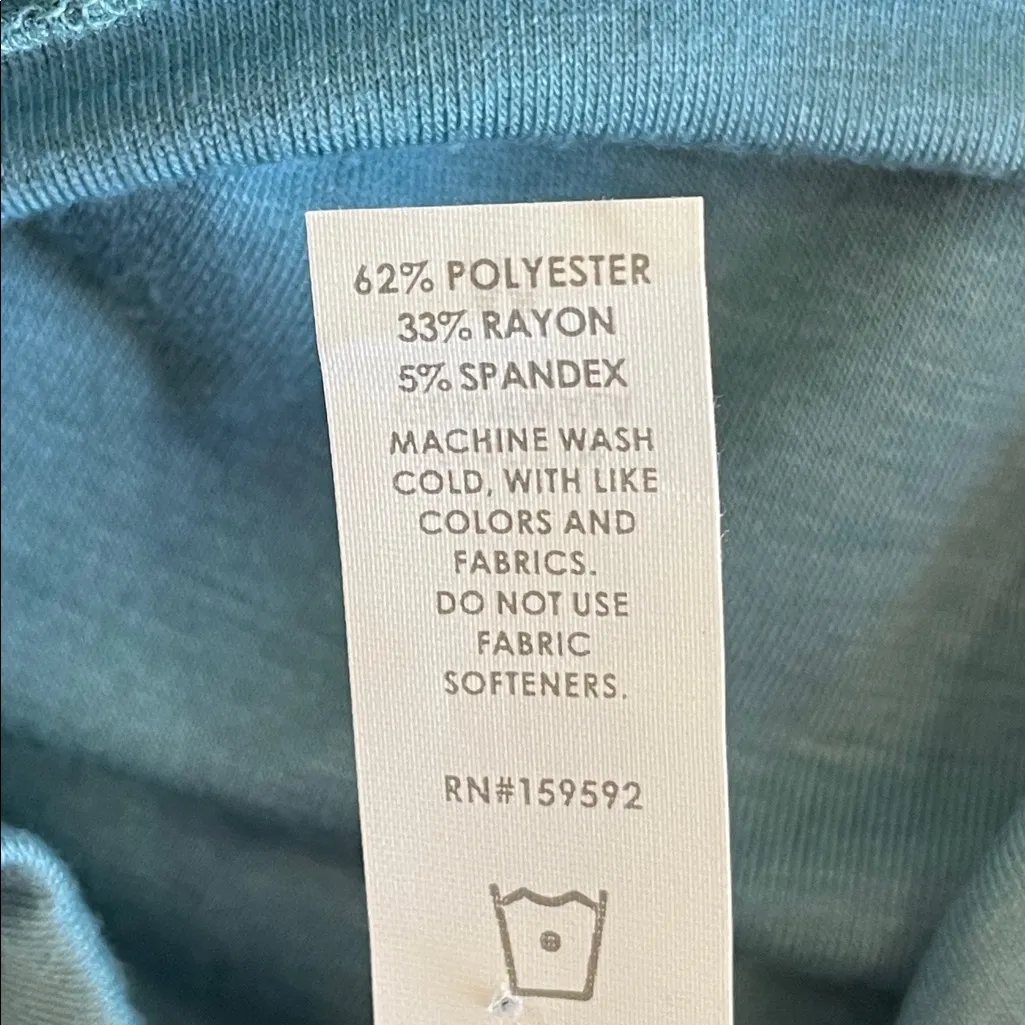 62% POLYESTER
33% RAYON
5% SPANDEX
MACHINE WASH
COLD, WITH LIKE
COLORS AND
FABRICS.
DO NOT USE
FABRIC
SOFTENERS.
RN#159592